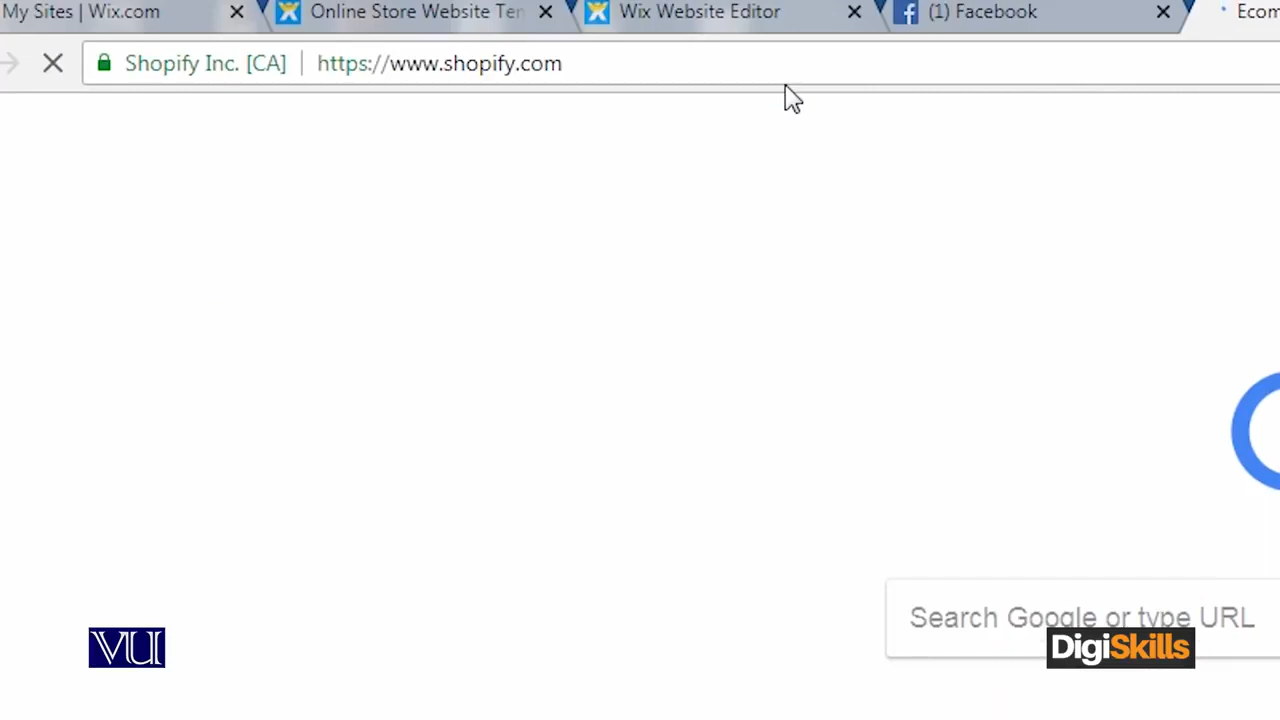 My Sites | Wix.com
Online Store Website Ten
Wix Website Editor
(1) Facebook
Ecom
Shopify Inc. [CA] | https://www.shopify.com
Search Google or type URL
VU
DigiSkills